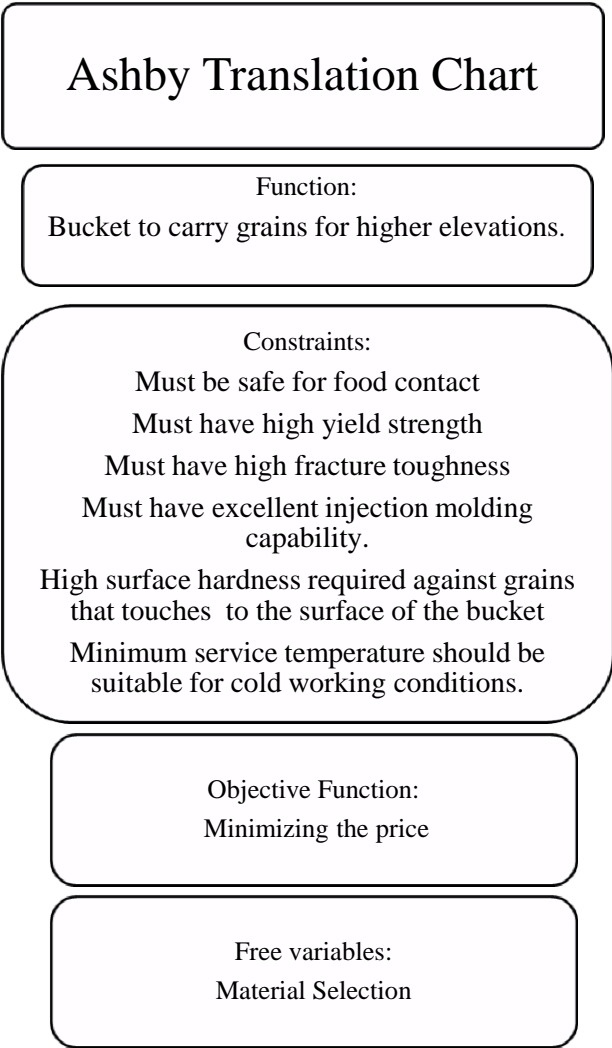 Ashby Translation Chart
Function:
Bucket to carry grains for higher elevations.
Constraints:
Must be safe for food contact
Must have high yield strength
Must have high fracture toughness
Must have excellent injection molding
capability.
High surface hardness required against grains
that touches to the surface of the bucket
Minimum service temperature should be
suitable for cold working conditions.
Objective Function:
Minimizing the price
Free variables:
Material Selection